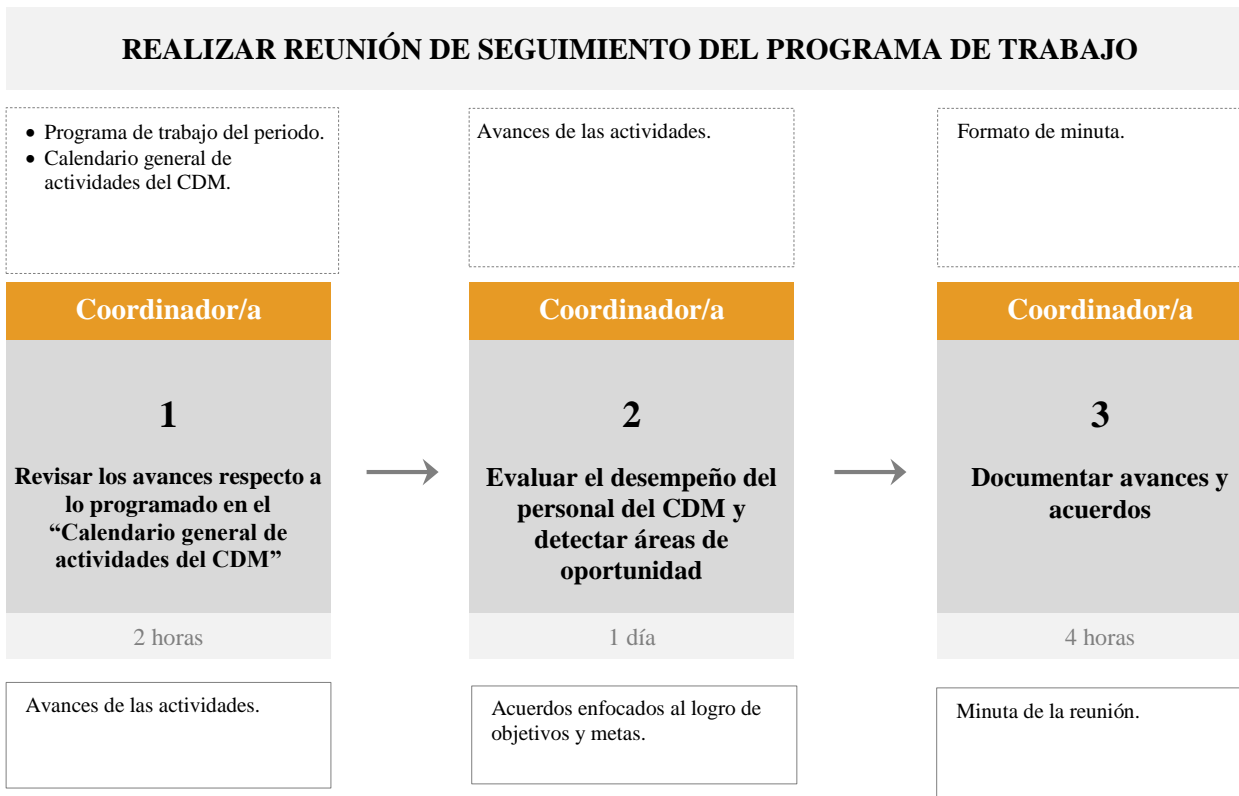 REALIZAR REUNIÓN DE SEGUIMIENTO DEL PROGRAMA DE TRABAJO
• Programa de trabajo del periodo.
• Calendario general de
actividades del CDM.
Avances de las actividades.
Formato de minuta.
Coordinador/a
Coordinador/a
Coordinador/a
1
Revisar los avances respecto a
lo programado en el
“Calendario general de
actividades del CDM”
2
Evaluar el desempeño del
personal del CDM y
detectar áreas de
oportunidad
3
Documentar avances y
acuerdos
2 horas
1 día
4 horas
Avances de las actividades.
Acuerdos enfocados al logro de
objetivos y metas.
Minuta de la reunión.